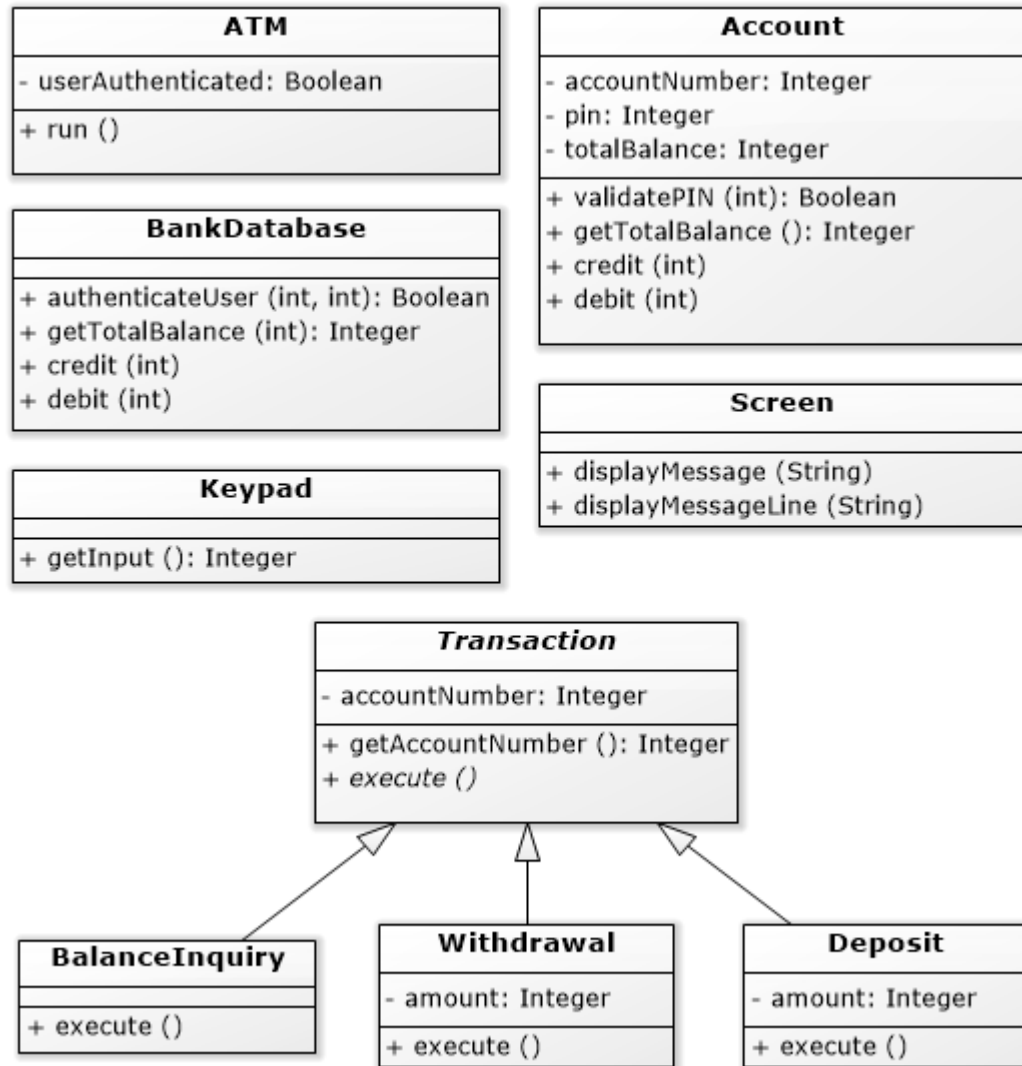 ATM
- userAuthenticated: Boolean
+ run ()
Account
- accountNumber: Integer
- pin: Integer
- totalBalance: Integer
+ validatePIN (int): Boolean
+ getTotalBalance (): Integer
+ credit (int)
+ debit (int)
BankDatabase
+ authenticateUser (int, int): Boolean
+ getTotalBalance (int): Integer
+ credit (int)
+ debit (int)
Screen
+ displayMessage (String)
+ displayMessageLine (String)
Keypad
+ getInput (): Integer
Transaction
- accountNumber: Integer
+ getAccountNumber (): Integer
+ execute ()
BalanceInquiry
+ execute ()
Withdrawal
- amount: Integer
+ execute ()
Deposit
- amount: Integer
+ execute ()